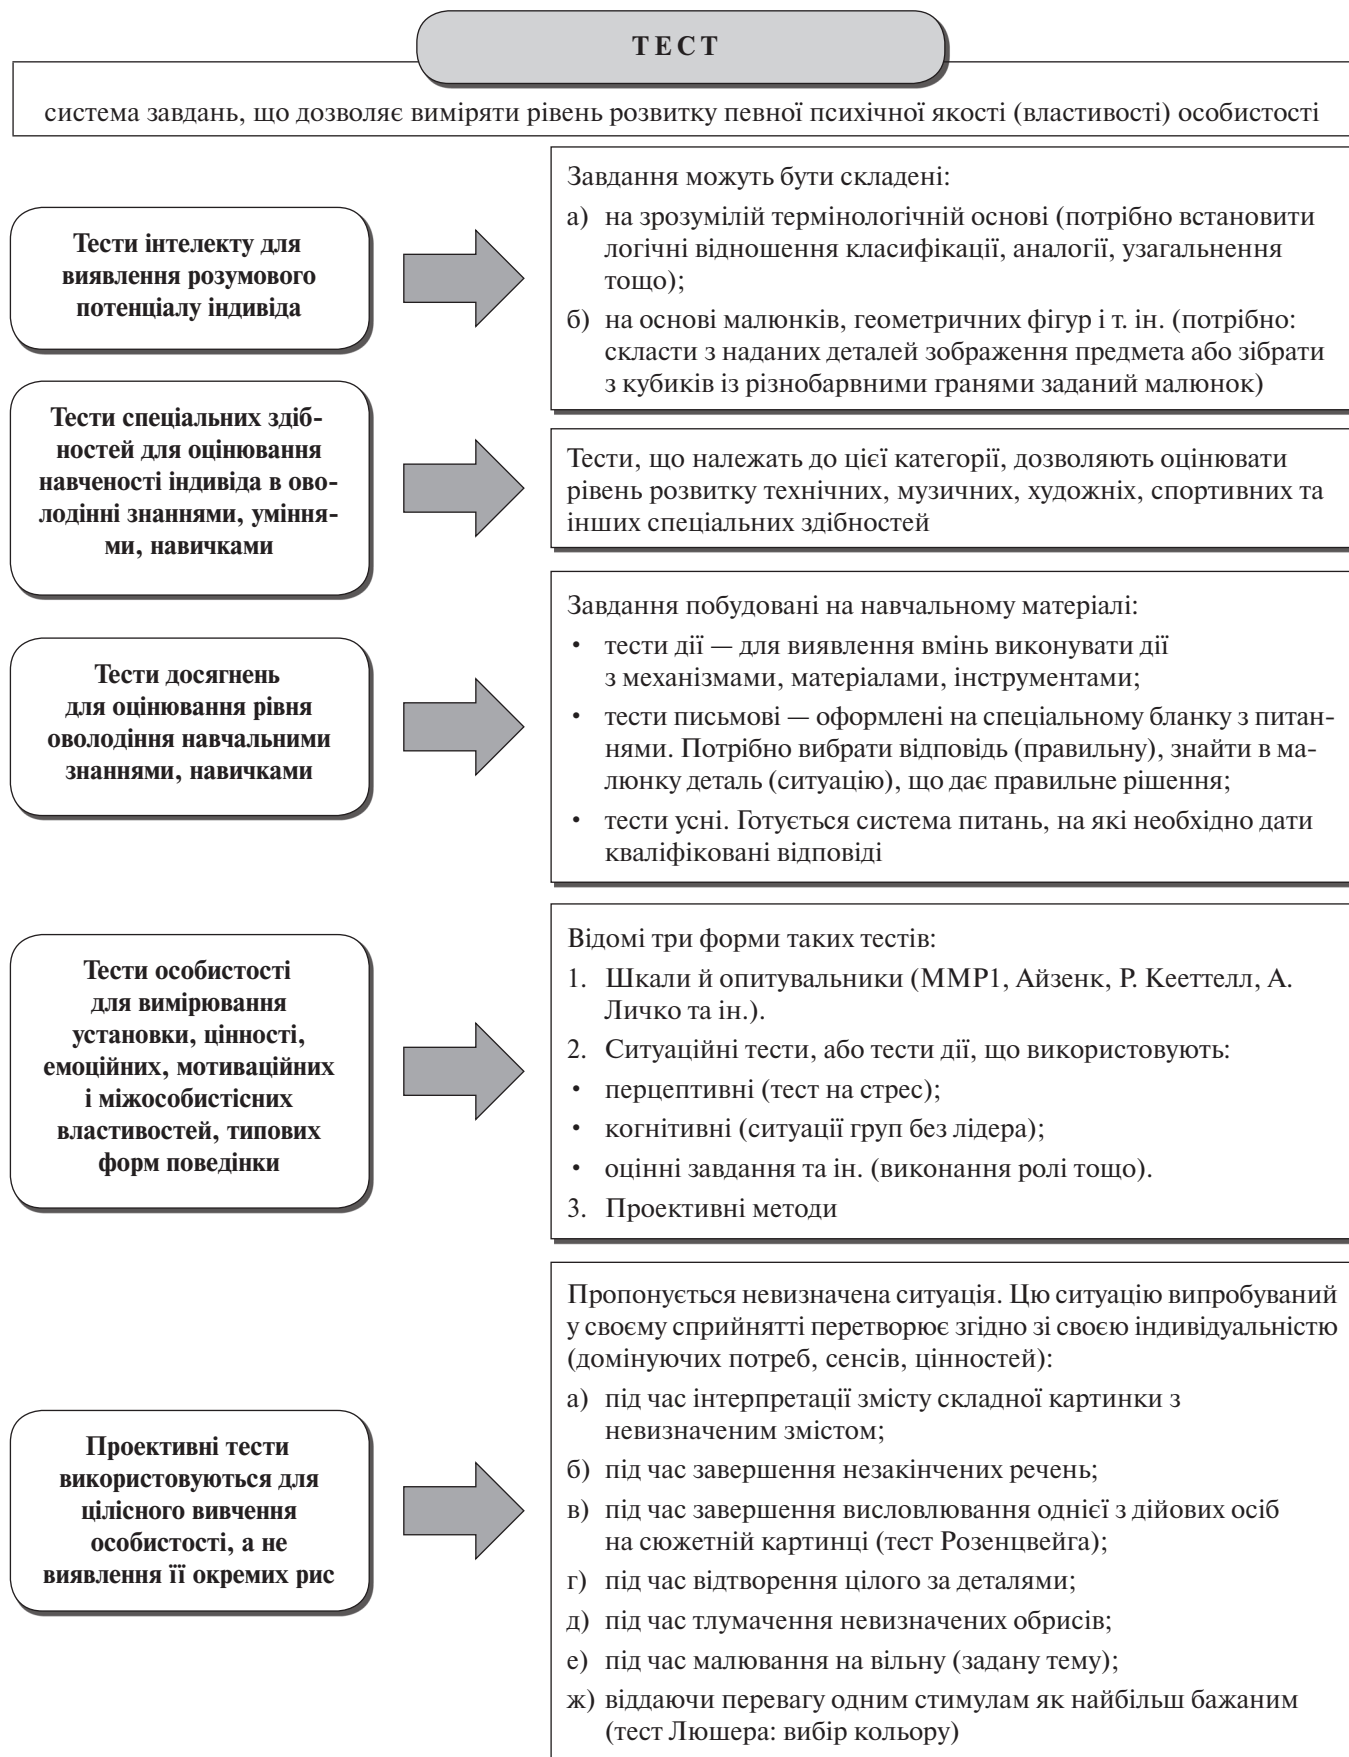 ТЕСТ
система завдань, що дозволяє виміряти рівень розвитку певної психічної якості (властивості) особистості
Тести інтелекту для
виявлення розумового
потенціалу індивіда
Завдання можуть бути складені:
а) на зрозумілій термінологічній основі (потрібно встановити
логічні відношення класифікації, аналогії, узагальнення
тощо);
б) на основі малюнків, геометричних фігур і т. ін. (потрібно:
скласти з наданих деталей зображення предмета або зібрати
з кубиків із різнобарвними гранями заданий малюнок)
Тести спеціальних здіб-
ностей для оцінювання
навченості індивіда в ово-
лодінні знаннями, уміння-
ми, навичками
Тести, що належать до цієї категорії, дозволяють оцінювати
рівень розвитку технічних, музичних, художніх, спортивних та
інших спеціальних здібностей
Тести досягнень
для оцінювання рівня
оволодіння навчальними
знаннями, навичками
Завдання побудовані на навчальному матеріалі:
• тести дії — для виявлення вмінь виконувати дії
з механізмами, матеріалами, інструментами;
• тести письмові — оформлені на спеціальному бланку з питан-
нями. Потрібно вибрати відповідь (правильну), знайти в ма-
люнку деталь (ситуацію), що дає правильне рішення;
• тести усні. Готується система питань, на які необхідно дати
кваліфіковані відповіді
Тести особистості
для вимірювання
установки, цінності,
емоційних, мотиваційних
і міжособистісних
властивостей, типових
форм поведінки
Відомі три форми таких тестів:
1. Шкали й опитувальники (ММР1, Айзенк, Р. Кееттелл, А.
Личко та ін.).
2. Ситуаційні тести, або тести дії, що використовують:
• перцептивні (тест на стрес);
• когнітивні (ситуації груп без лідера);
• оцінні завдання та ін. (виконання ролі тощо).
3. Проективні методи
Проективні тести
використовуються для
цілісного вивчення
особистості, а не
виявлення її окремих рис
Пропонується невизначена ситуація. Цю ситуацію випробуваний
у своєму сприйнятті перетворює згідно зі своєю індивідуальністю
(домінуючих потреб, сенсів, цінностей):
а) під час інтерпретації змісту складної картинки з
невизначеним змістом;
б) під час завершення незакінчених речень;
в) під час завершення висловлювання однієї з дійових осіб
на сюжетній картинці (тест Розенцвейга);
г) під час відтворення цілого за деталями;
д) під час тлумачення невизначених обрисів;
е) під час малювання на вільну (задану тему);
ж) віддаючи перевагу одним стимулам як найбільш бажаним
(тест Люшера: вибір кольору)